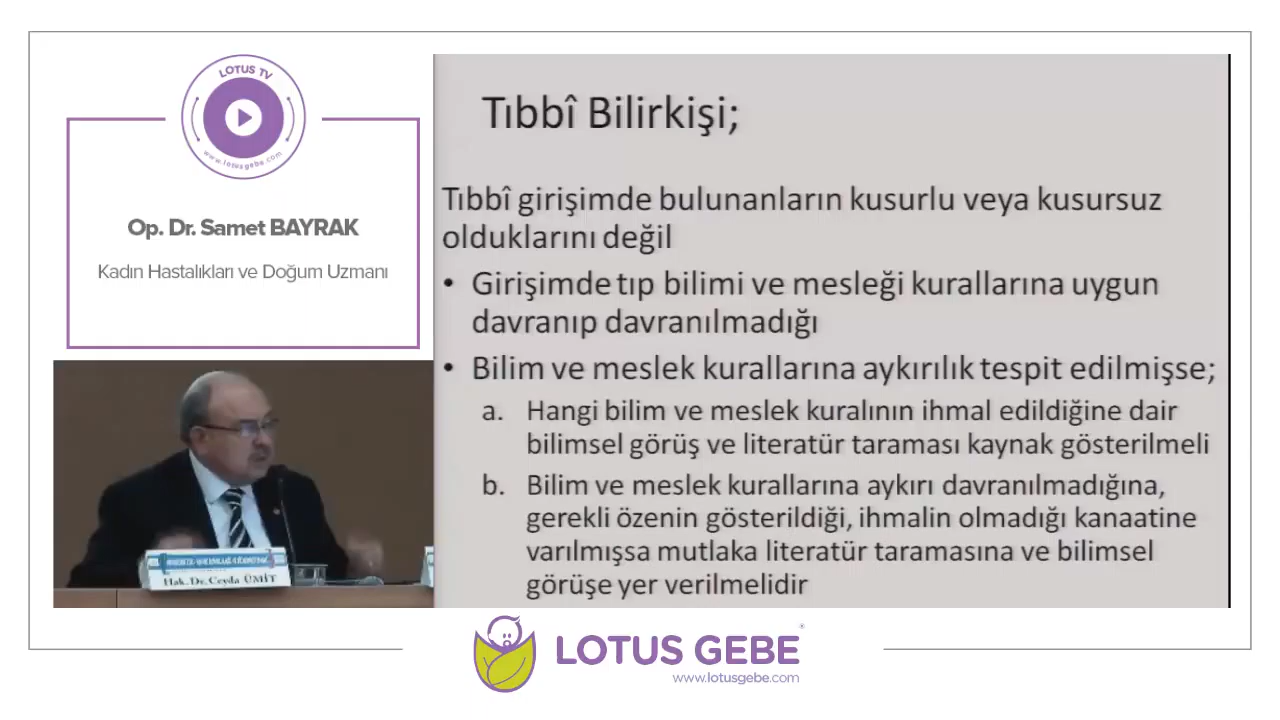 LOTUS TV
www.lotusgebe.com
Op. Dr. Samet BAYRAK
Kadın Hastalıkları ve Doğum Uzmanı
Tıbbî Bilirkişi;
Tıbbî girişimde bulunanların kusurlu veya kusursuz
olduklarını değil
• Girişimde tıp bilimi ve mesleği kurallarına uygun
davranıp davranılmadığı
• Bilim ve meslek kurallarına aykırılık tespit edilmişse;
a. Hangi bilim ve meslek kuralının ihmal edildiğine dair
bilimsel görüş ve literatür taraması kaynak gösterilmeli
b. Bilim ve meslek kurallarına aykırı davranılmadığına,
gerekli özenin gösterildiği, ihmalin olmadığı kanaatine
varılmışsa mutlaka literatür taramasına ve bilimsel
görüşe yer verilmelidir
Hak. Dr. Ceyda ÜMİT
LOTUS GEBE®
www.lotusgebe.com